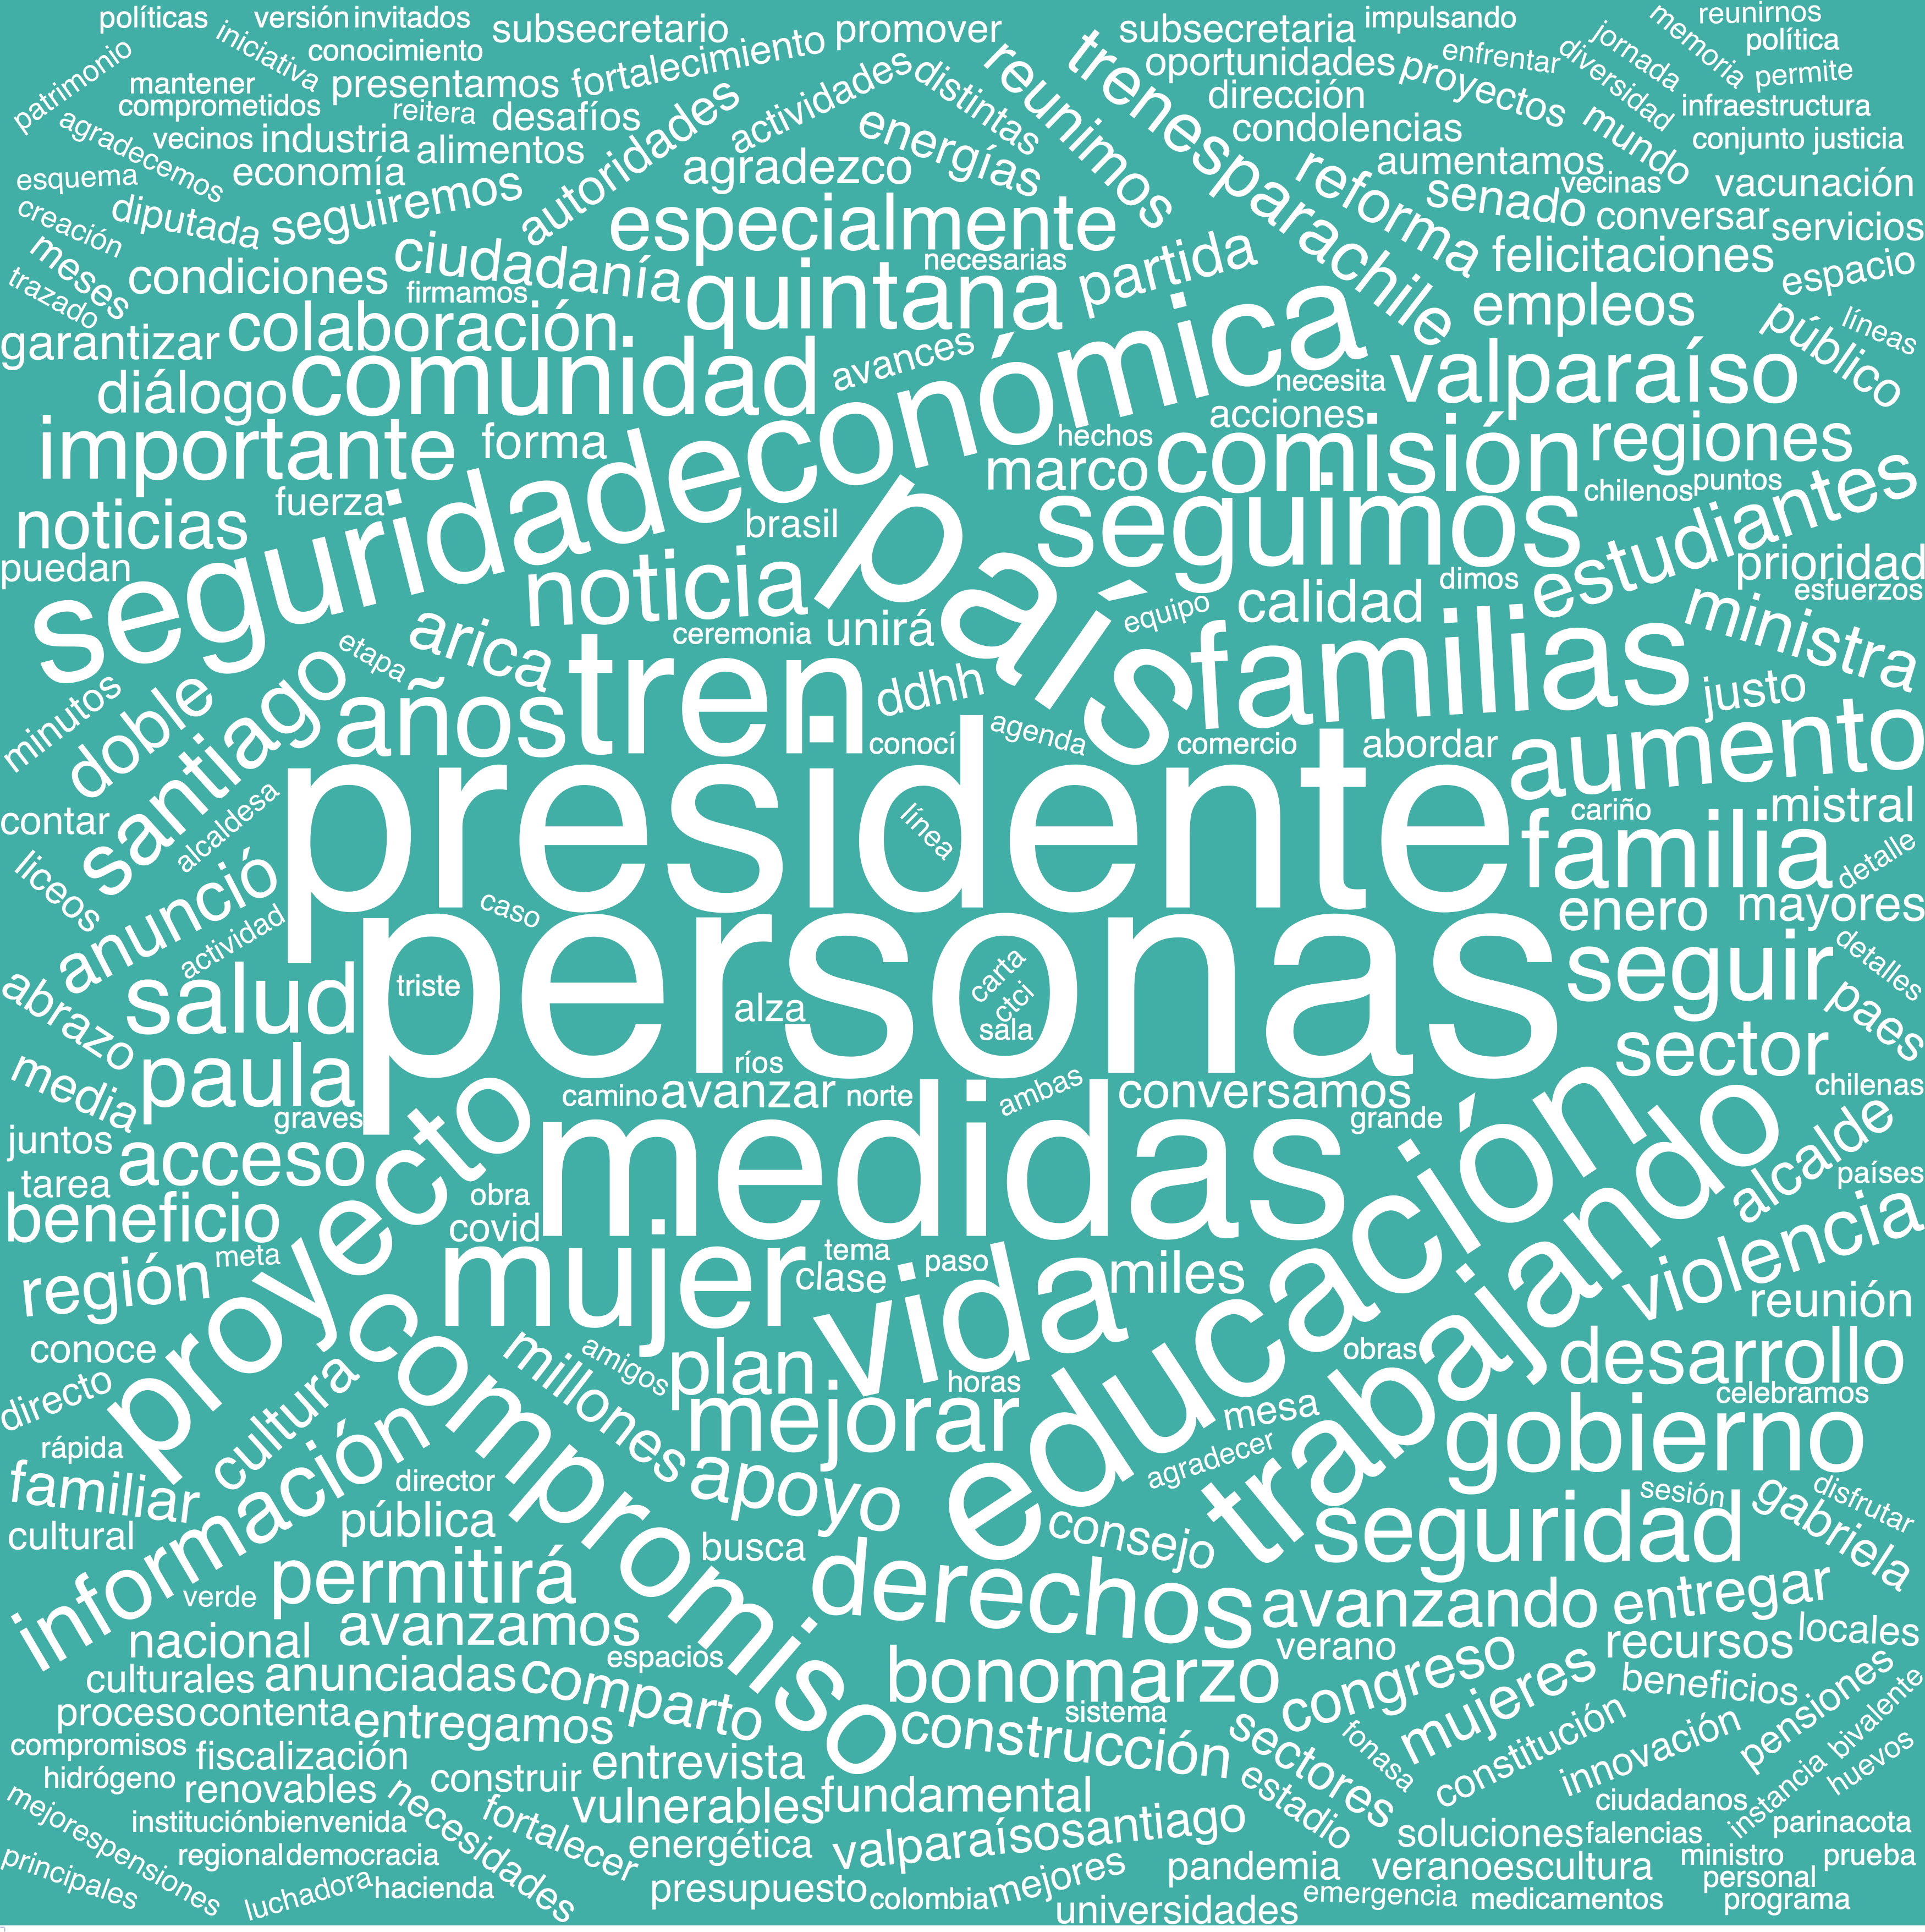 políticas
versión
invitados
subsecretario
promover
subsecretaria
impulsando
reunirnos
patrimonio
iniciativa
conocimiento
fortalecimiento
reunimos
trenesparachile
oportunidades
enfrentar
diversidad
jornada
memoria
política
mantener
presentamos
actividades
distintas
proyectos
permite
comprometidos
reitera
desafíos
autoridades
energías
dirección
mundo
infraestructura
agradecemos
vecinos
industria
alimentos
agradezco
condolencias
conjunto
justicia
esquema
economía
reforma
aumentamos
vecinas
vacunación
creación
diputada
seguiremos
especialmente
senado
conversar
servicios
meses
condiciones
ciudadanía
necesarias
partida
felicitaciones
espacio
trazado
firmamos
quintana
empleos
público
líneas
garantizar
colaboración
comunidad
avances
seguridadeconómica
necesita
valparaíso
diálogo
acciones
importante
forma
hechos
comisión
regiones
marco
país
seguimos
chilenos
puntos
estudiantes
noticias
fuerza
brasil
puedan
noticia
calidad
dimos
prioridad
esfuerzos
arica
etapa
ceremonia
unirá
equipo
familias
ministra
minutos
doble
santiago
años
tren
ddhh
agenda
conocí
comercio
abordar
justo
aumento
presidente
línea
contar
alcaldesa
cariño
mistral
familia
detalle
liceos
anunció
actividad
caso
personas
enero
mayores
abrazo
salud
triste
carta
ctci
sala
alza
seguir
detalles
paes
media
paula
ríos
sector
graves
camino
avanzar
norte
ambas
conversamos
grande
chilenas
juntos
acceso
proyecto
medidas
educación
trabajando
alcalde
tarea
obra
países
beneficio
covid
violencia
región
meta
mujer
tema
clase
paso
vida
miles
reunión
conoce
compromiso
millones
amigos
plan
horas
obras
desarrollo
directo
cultura
mejorar
mesa
celebramos
rápida
información
agradecer
gobierno
familiar
director
apoyo
sesión
gabriela
disfrutar
cultural
pública
busca
consejo
seguridad
verde
permitirá
derechos
avanzando
entregar
nacional
avanzamos
espacios
verano
recursos
locales
culturales
anunciadas
comparto
bonomarzo
congreso
mujeres
beneficios
proceso
contenta
entregamos
sistema
sectores
fonasa
constitución
pensiones
compromisos
fiscalización
entrevista
construcción
innovación
bivalente
hidrógeno
renovables
construir
instancia
huevos
mejorespensiones
institución
bienvenida
necesidades
fortalecer
vulnerables
fundamental
estadio
ciudadanos
parinacota
regional
democracia
energética
valparaísosantiago
soluciones
falencias
ministro
prueba
principales
luchadora
hacienda
presupuesto
colombia
mejores
pandemia
veranoescultura
personal
universidades
emergencia
medicamentos
programa